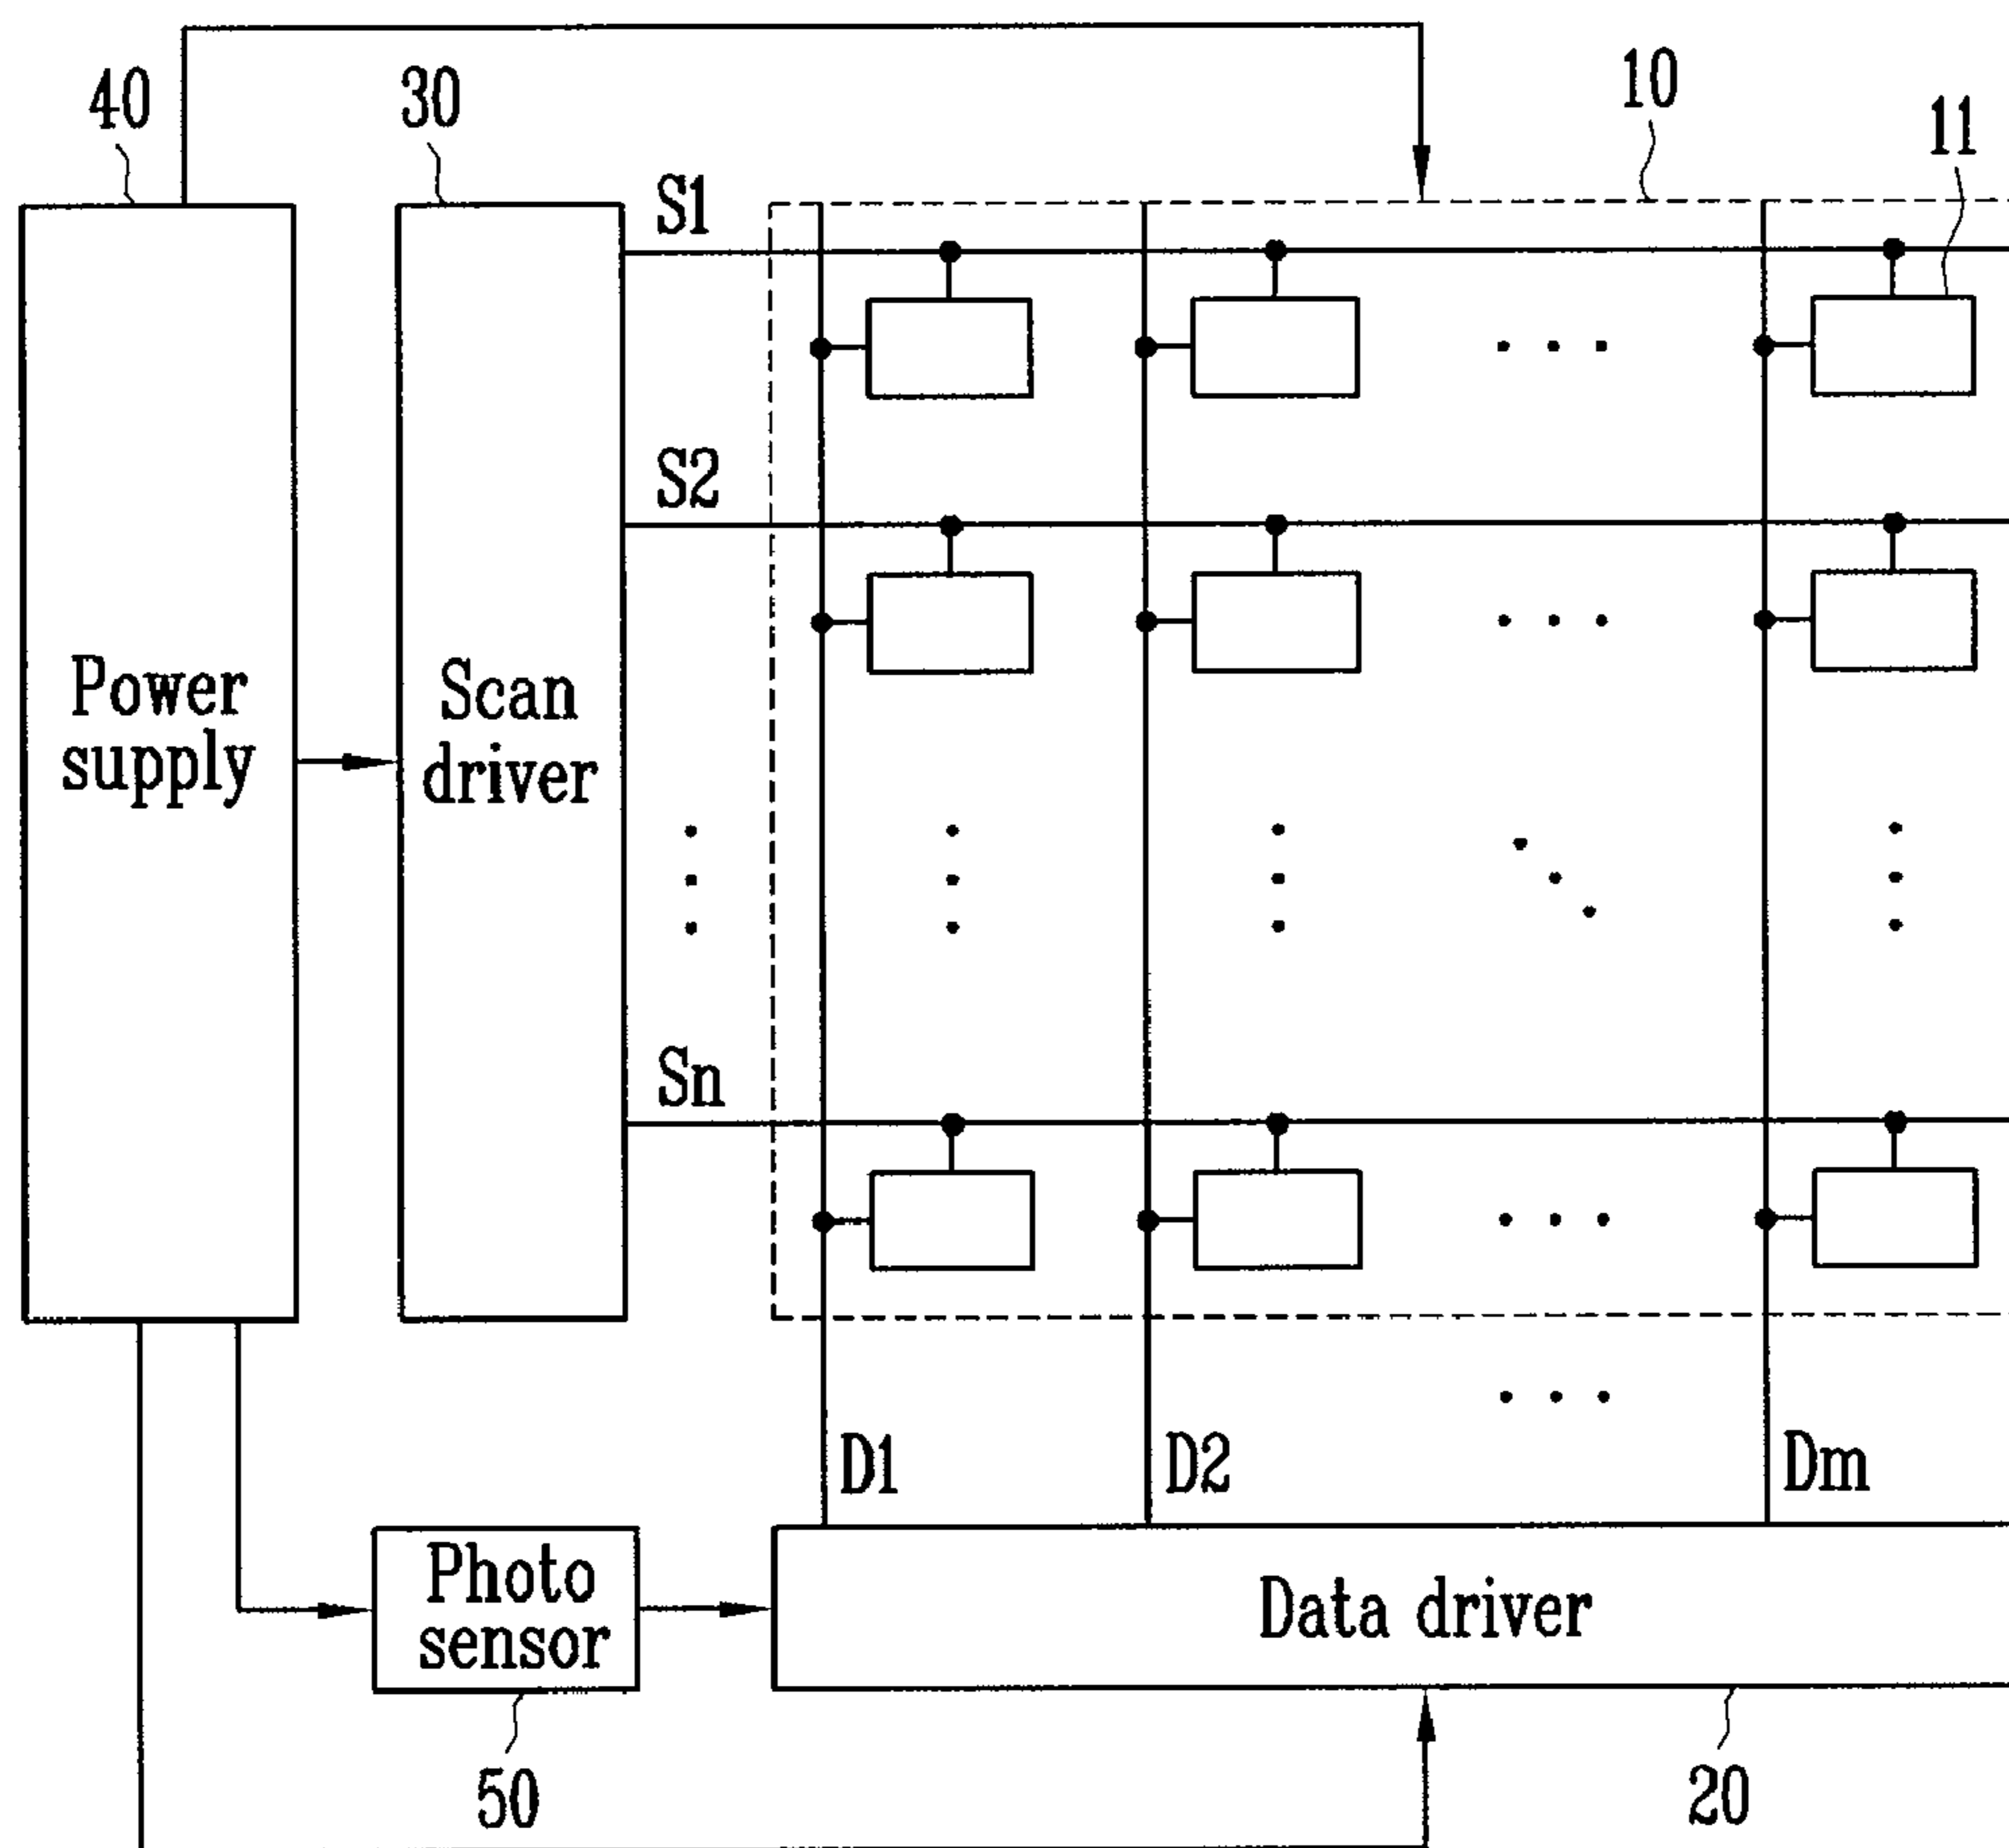 10
40
30
11
S1
S2
Power
supply
Scan
driver
Sn
D1
D2
Dm
Photo
sensor
Data driver
50
20